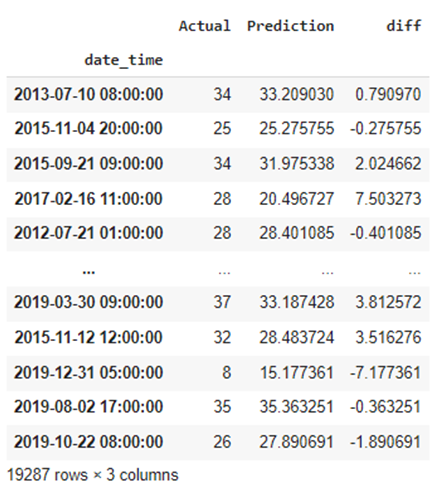 Actual Prediction diff
date_time
2013-07-10 08:00:00 34 33.209030 0.790970
2015-11-04 20:00:00 25 25.275755 -0.275755
2015-09-21 09:00:00 34 31.975338 2.024662
2017-02-16 11:00:00 28 20.496727 7.503273
2012-07-21 01:00:00 28 28.401085 -0.401085
... ... ... ...
2019-03-30 09:00:00 37 33.187428 3.812572
2015-11-12 12:00:00 32 28.483724 3.516276
2019-12-31 05:00:00 8 15.177361 -7.177361
2019-08-02 17:00:00 35 35.363251 -0.363251
2019-10-22 08:00:00 26 27.890691 -1.890691
19287 rows × 3 columns